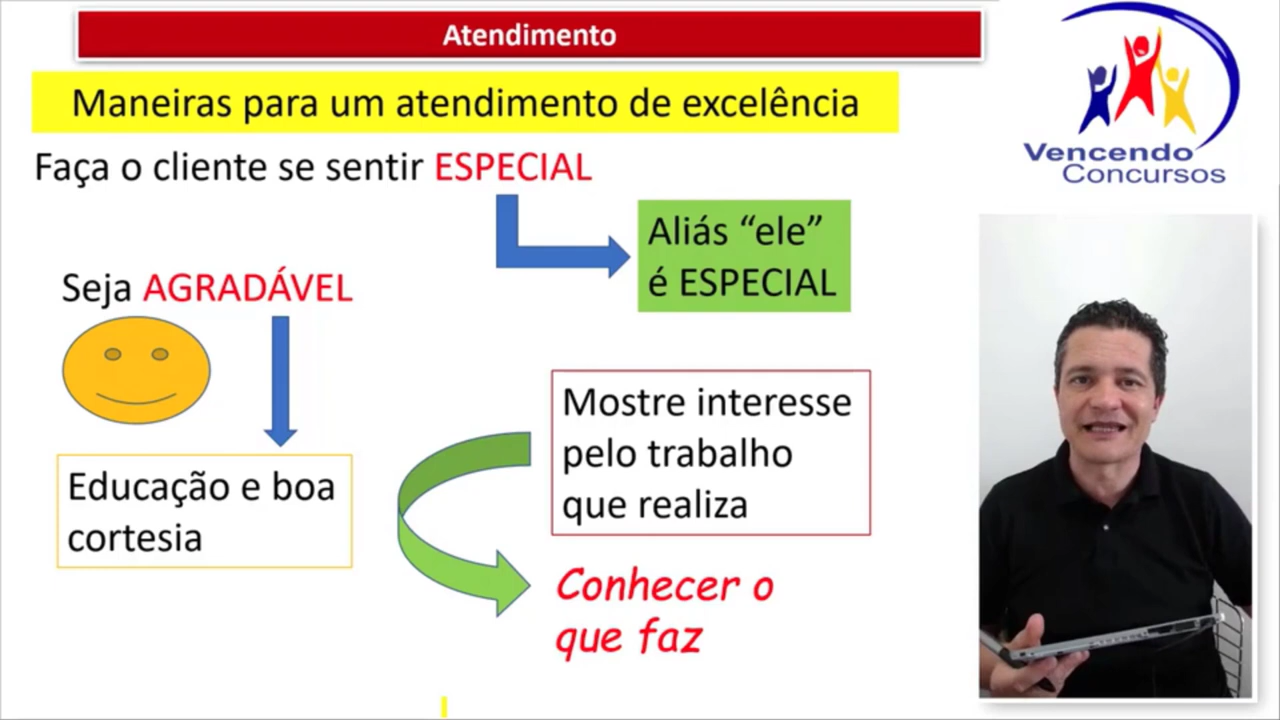 Atendimento
Maneiras para um atendimento de excelência
Faça o cliente se sentir ESPECIAL
Aliás “ele”
é ESPECIAL
Seja AGRADÁVEL
Educação e boa
cortesia
Mostre interesse
pelo trabalho
que realiza
Conhecer o
que faz
Vencendo
Concursos